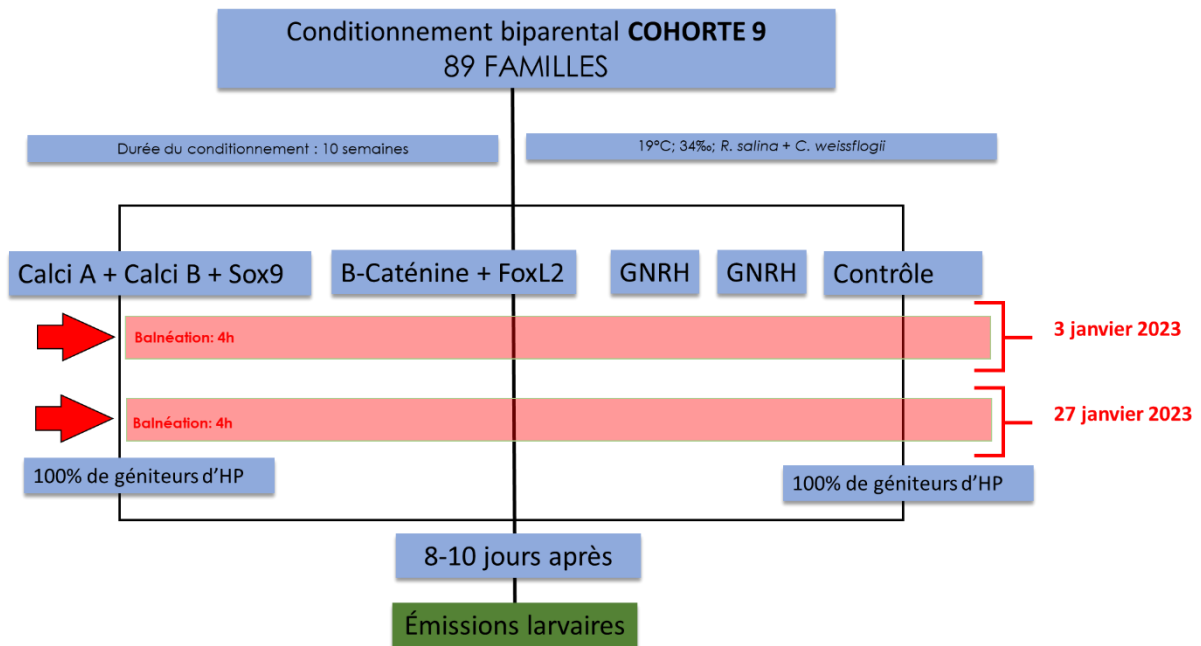 Conditionnement biparental COHORTE 9
89 FAMILLES
Durée du conditionnement : 10 semaines
19°C; 34‰; R. salina + C. weissflogii
Calci A + Calci B + Sox9
B-Caténine + FoxL2
GNRH
GNRH
Contrôle
Balnéation: 4h
3 janvier 2023
Balnéation: 4h
27 janvier 2023
100% de géniteurs d’HP
100% de géniteurs d’HP
8-10 jours après
Émissions larvaires